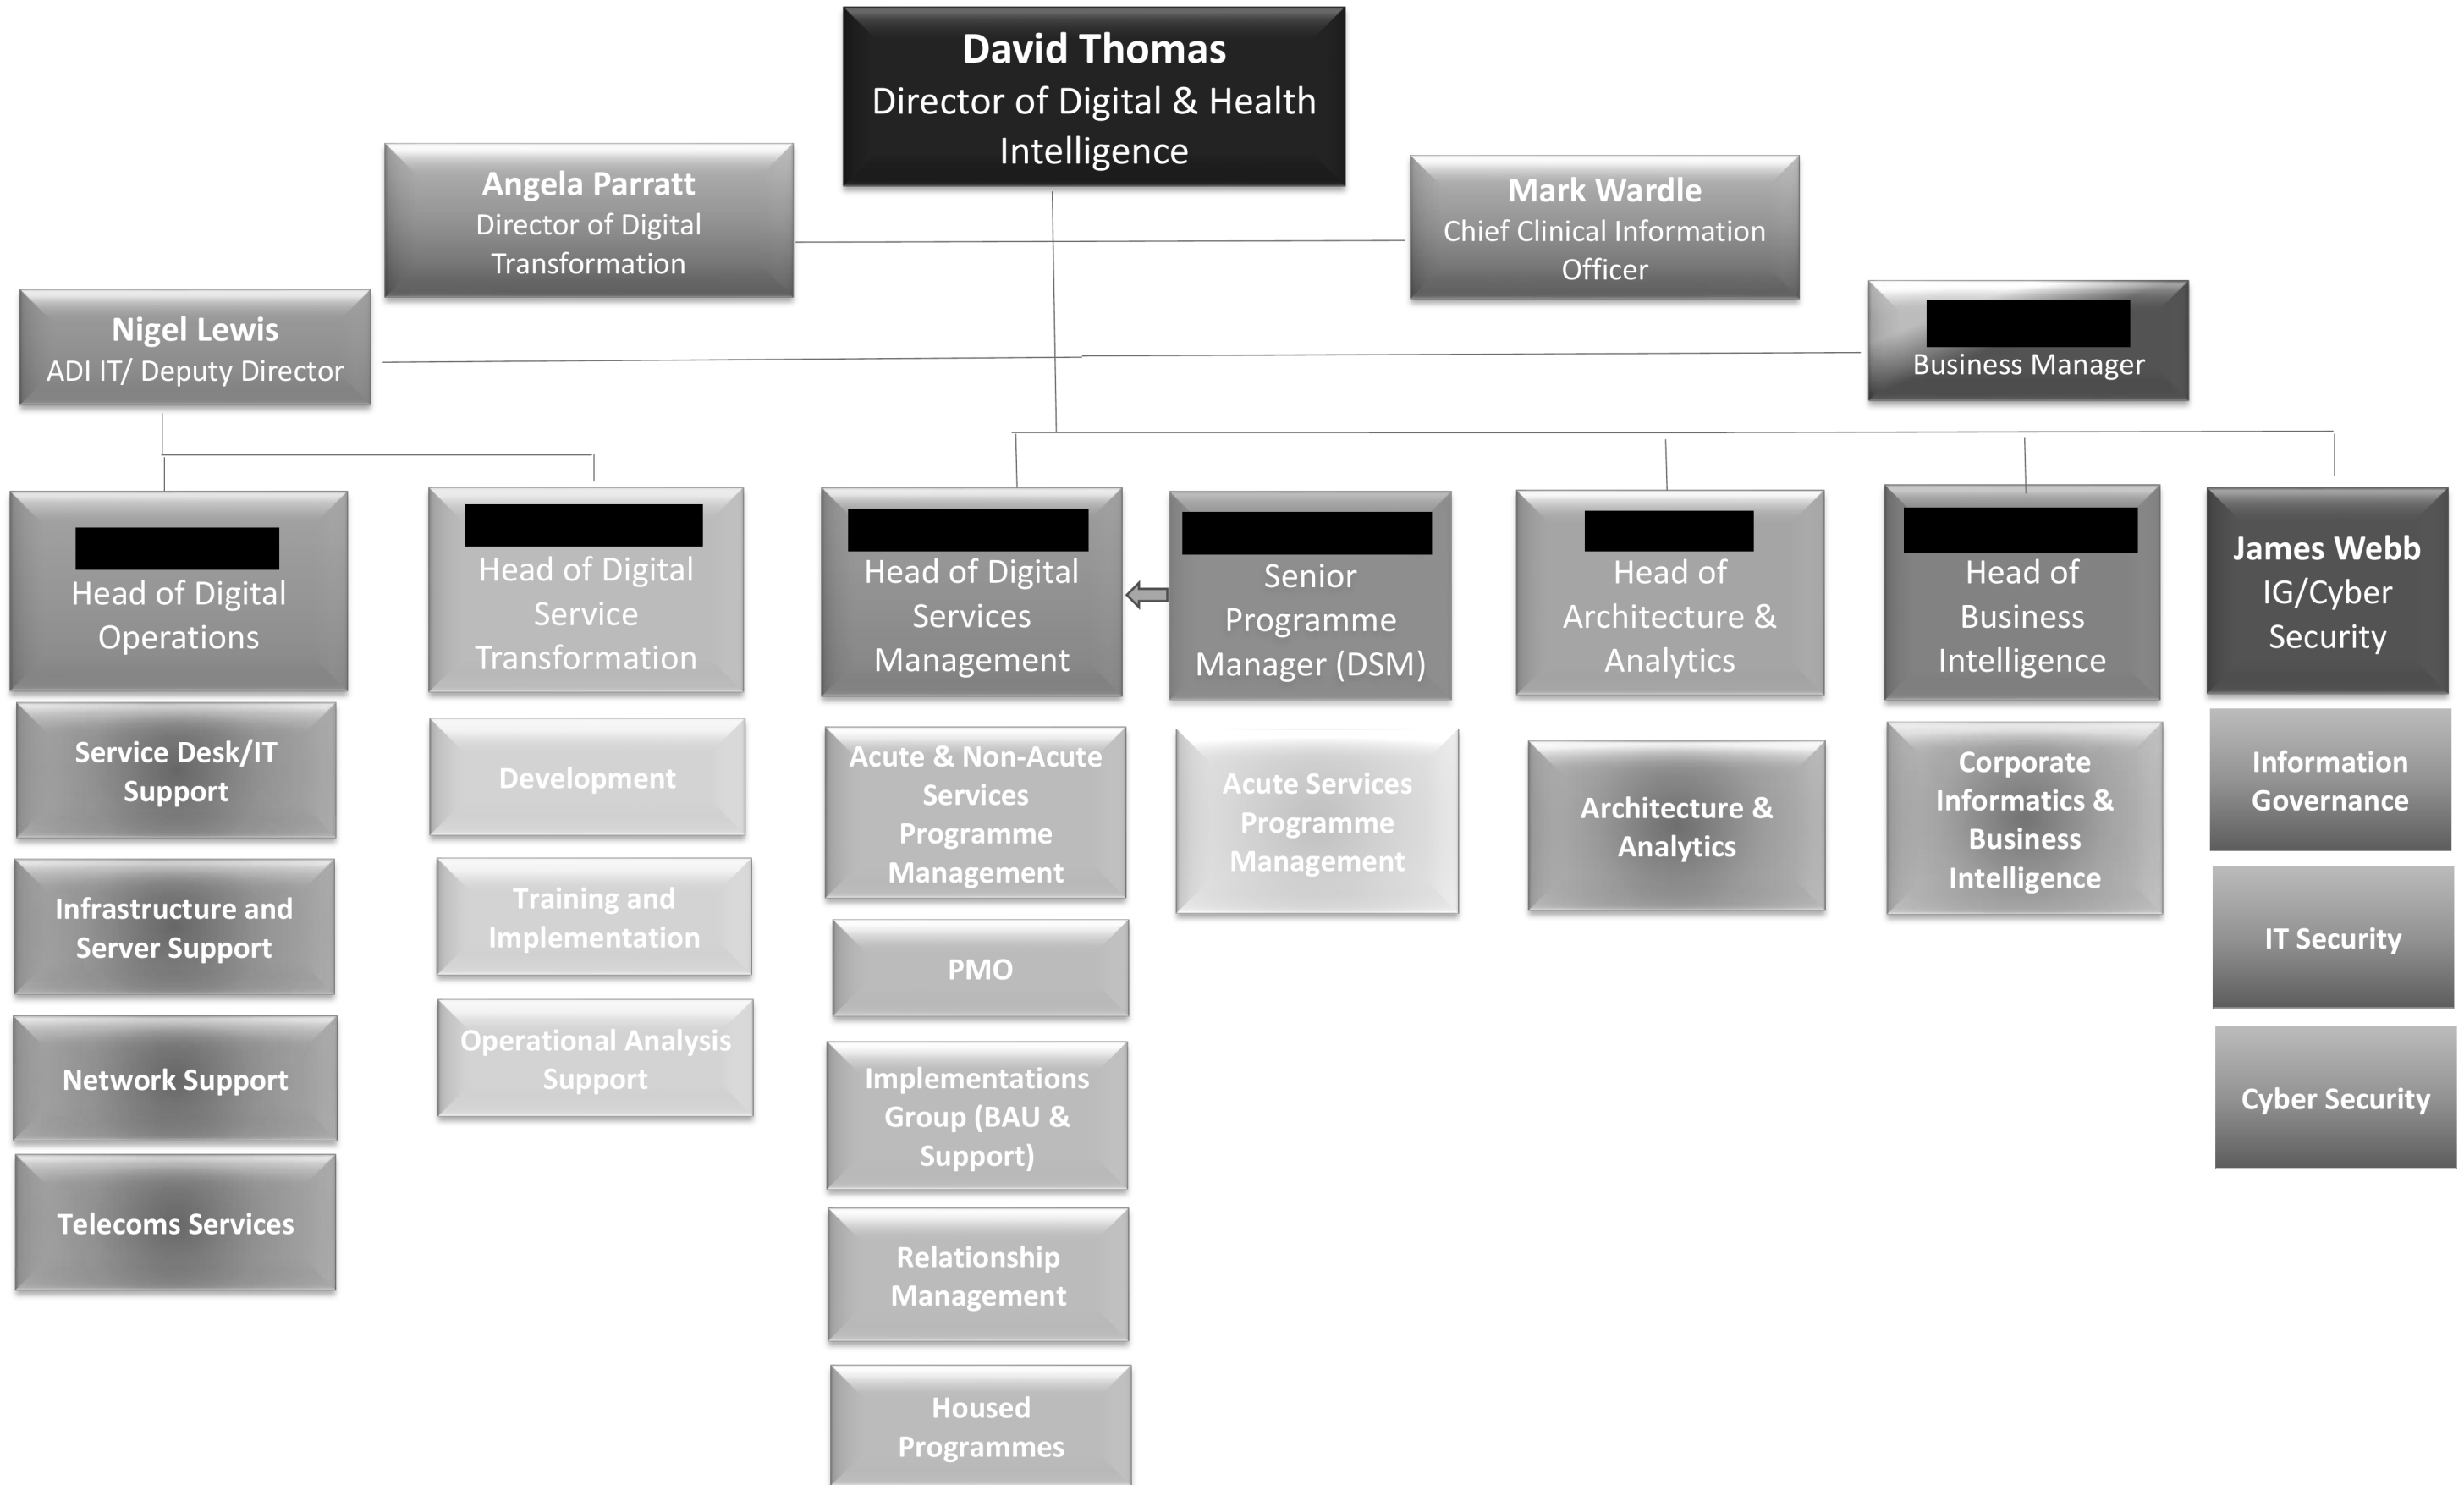 David Thomas
Director of Digital & Health
Intelligence
Angela Parratt
Director of Digital
Transformation
Mark Wardle
Chief Clinical Information
Officer
Nigel Lewis
ADI IT/ Deputy Director
Business Manager
Head of Digital
Operations
Head of Digital
Service
Transformation
Head of Digital
Services
Management
Senior
Programme
Manager (DSM)
Head of
Architecture &
Analytics
Head of
Business
Intelligence
James Webb
IG/Cyber
Security
Service Desk/IT
Support
Infrastructure and
Server Support
Network Support
Telecoms Services
Development
Training and
Implementation
Operational Analysis
Support
Acute & Non-Acute
Services
Programme
Management
PMO
Implementations
Group (BAU &
Support)
Relationship
Management
Housed
Programmes
Acute Services
Programme
Management
Architecture &
Analytics
Corporate
Informatics &
Business
Intelligence
Information
Governance
IT Security
Cyber Security